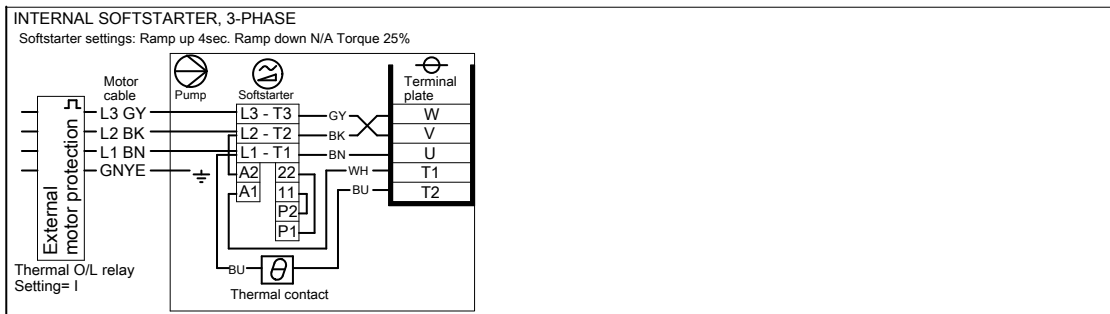 INTERNAL SOFTSTARTER, 3-PHASE
Softstarter settings: Ramp up 4sec. Ramp down N/A Torque 25%
Motor cable
Pump
Softstarter
Terminal plate
External motor protection
L3 GY
L2 BK
L1 BN
GNYE
L3 - T3
L2 - T2
L1 - T1
A2
22
A1
11
P2
P1
GY
BK
BN
WH
BU
W
V
U
T1
T2
BU
θ
Thermal contact
Thermal O/L relay
Setting= I